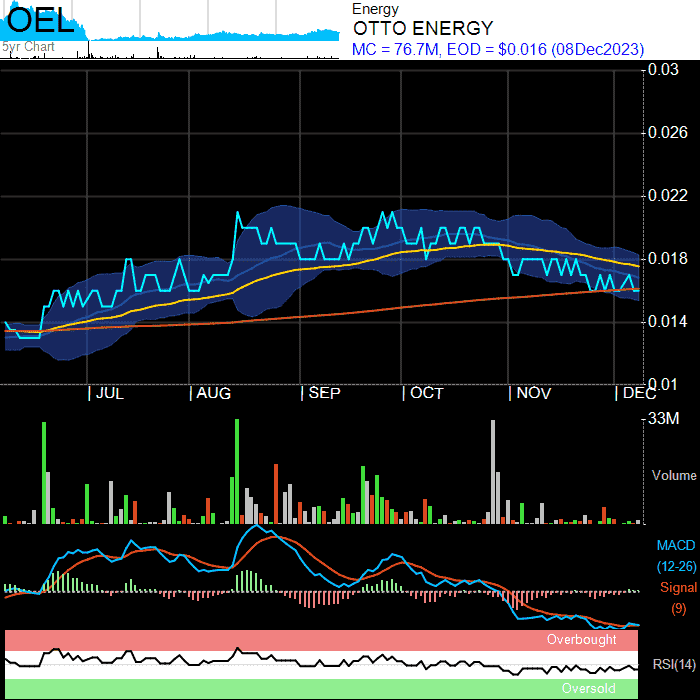 OEL
5yr Chart
Energy
OTTO ENERGY
MC = 76.7M, EOD = $0.016 (08Dec2023)
0.03
0.026
0.022
0.018
0.014
0.01
JUL AUG SEP OCT NOV DEC
33M
Volume
MACD
(12-26)
Signal
(9)
Overbought
RSI(14)
Oversold